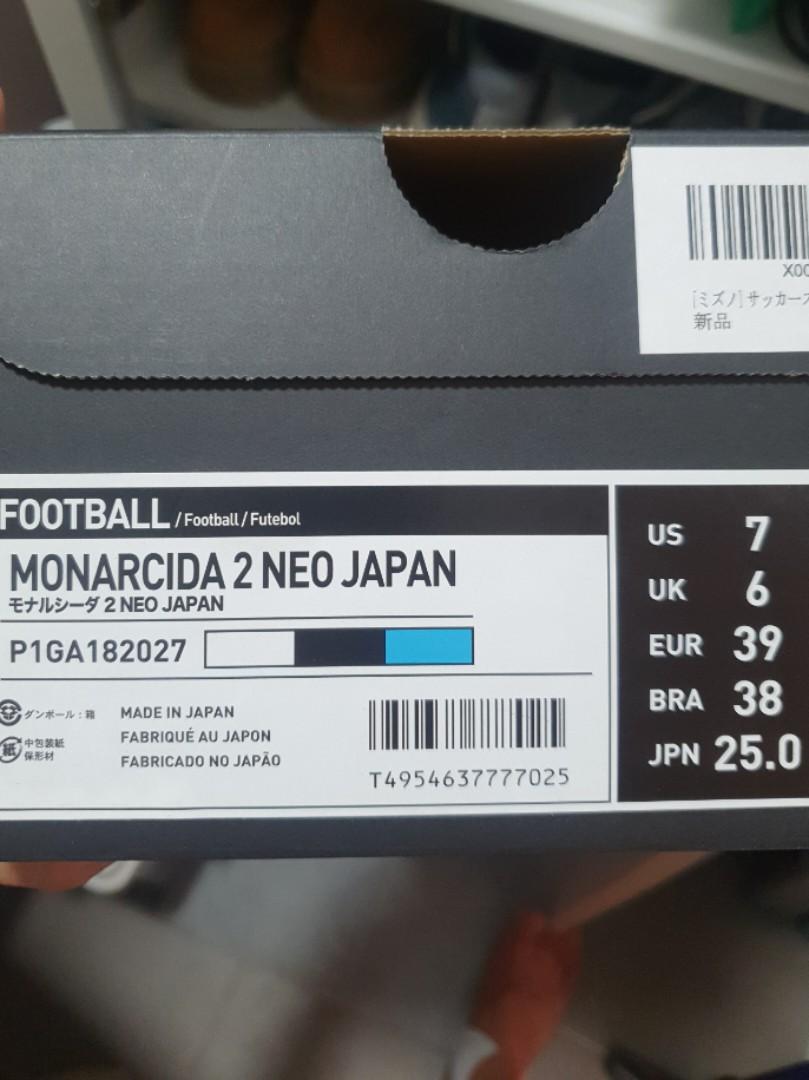 X00
[ミズノ]サッカース
新品
FOOTBALL / Football / Futebol
MONARCIDA 2 NEO JAPAN
モナルシーダ 2 NEO JAPAN
P1GA182027
ダンボール：箱
紙 中包装紙
保形材
MADE IN JAPAN
FABRIQUÉ AU JAPON
FABRICADO NO JAPÃO
T4954637777025
US 7
UK 6
EUR 39
BRA 38
JPN 25.0